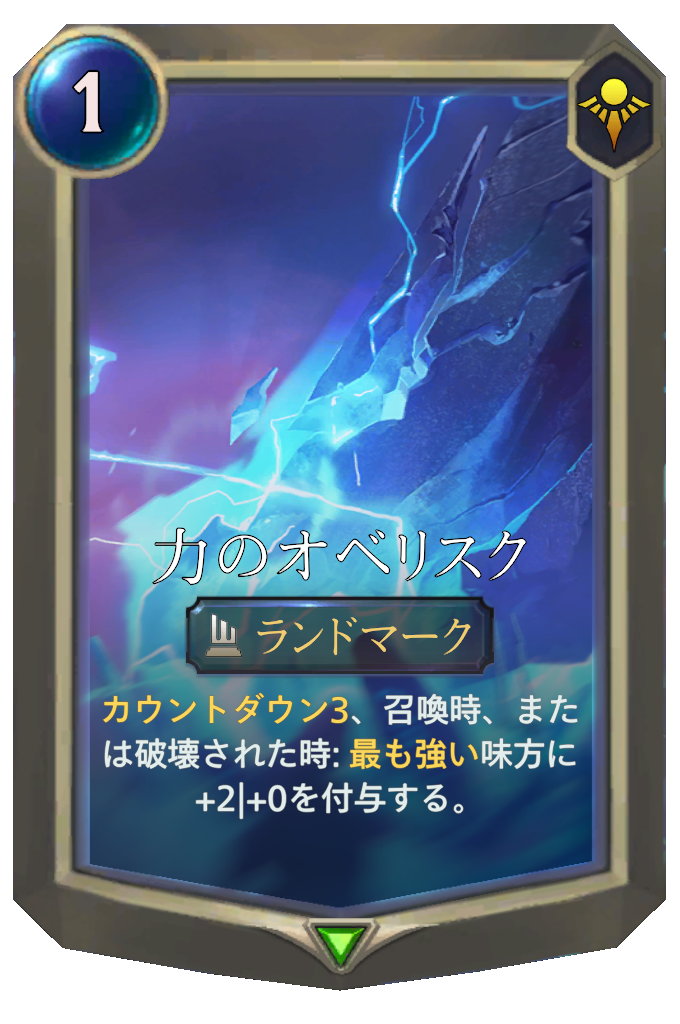 1
力のオベリスク
ランドマーク
カウントダウン3、召喚時、また
は破壊された時: 最も強い味方に
+2|+0を付与する。